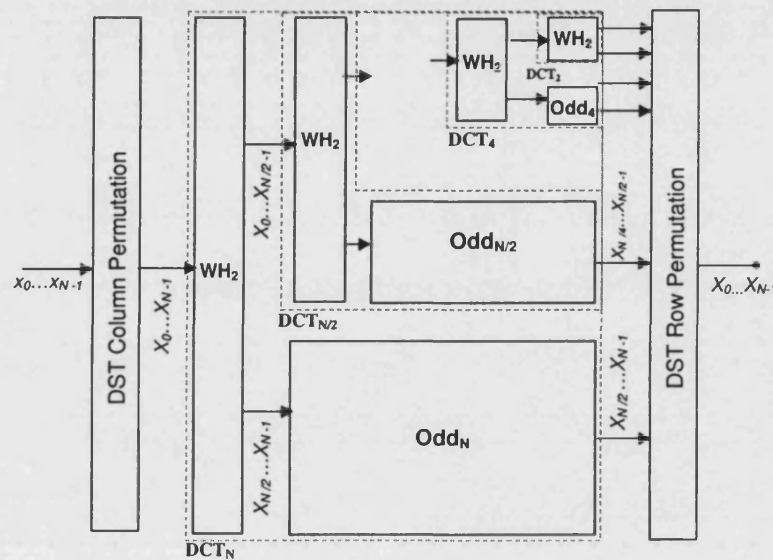 x0...xN-1
DST Column Permutation
X0...XN-1
WH2
DCTN
X0...XN/2-1
XN/2...XN-1
WH2
DCTN/2
WH2
DCT4
WH2
DCT2
Odd4
OddN/2
OddN
XN/4...XN/2-1
XN/2...XN-1
DST Row Permutation
X0...XN-1